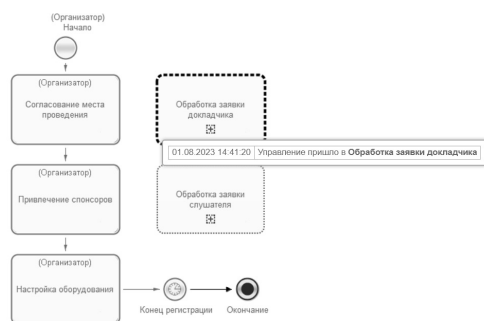 (Организатор)
Начало
(Организатор)
Согласование места
проведения
Обработка заявки
докладчика
01.08.2023 14:41:20 Управление пришло в Обработка заявки докладчика
(Организатор)
Привлечение спонсоров
Обработка заявки
слушателя
(Организатор)
Настройка оборудования
Конец регистрации
Окончание